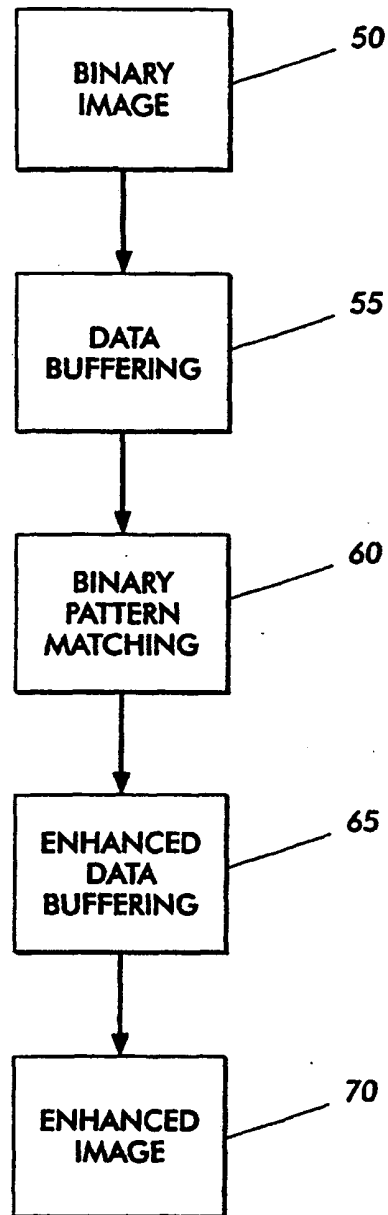 50
BINARY
IMAGE
55
DATA
BUFFERING
60
BINARY
PATTERN
MATCHING
65
ENHANCED
DATA
BUFFERING
70
ENHANCED
IMAGE